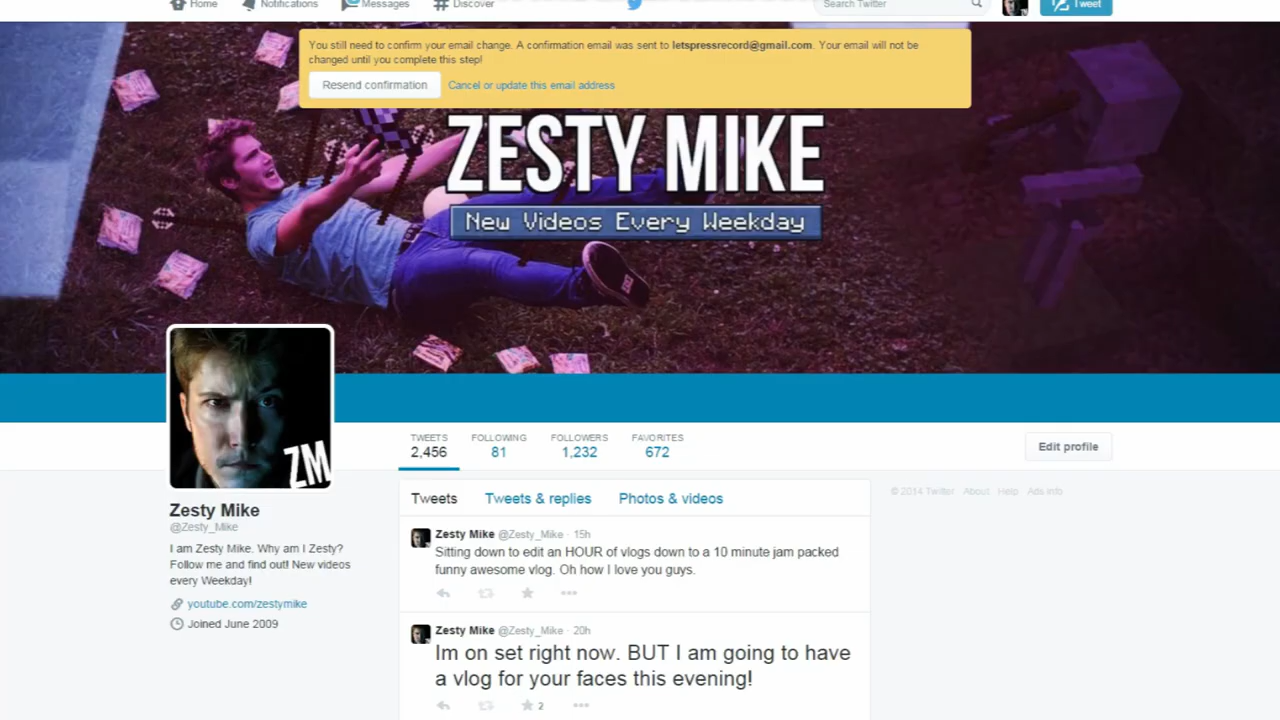 Home Notifications Messages Discover Search Twitter Tweet
You still need to confirm your email change. A confirmation email was sent to letspressrecord@gmail.com. Your email will not be
changed until you complete this step!
Resend confirmation Cancel or update this email address
ZESTY MIKE
New Videos Every Weekday
ZM
TWEETS FOLLOWING FOLLOWERS FAVORITES
2,456 81 1,232 672
Edit profile
Zesty Mike
@Zesty_Mike
I am Zesty Mike. Why am I Zesty?
Follow me and find out! New videos
every Weekday!
youtube.com/zestymike
Joined June 2009
Tweets Tweets & replies Photos & videos
Zesty Mike @Zesty_Mike · 15h
Sitting down to edit an HOUR of vlogs down to a 10 minute jam packed
funny awesome vlog. Oh how I love you guys.
Zesty Mike @Zesty_Mike · 20h
Im on set right now. BUT I am going to have
a vlog for your faces this evening!
2
© 2014 Twitter About Help Ads info